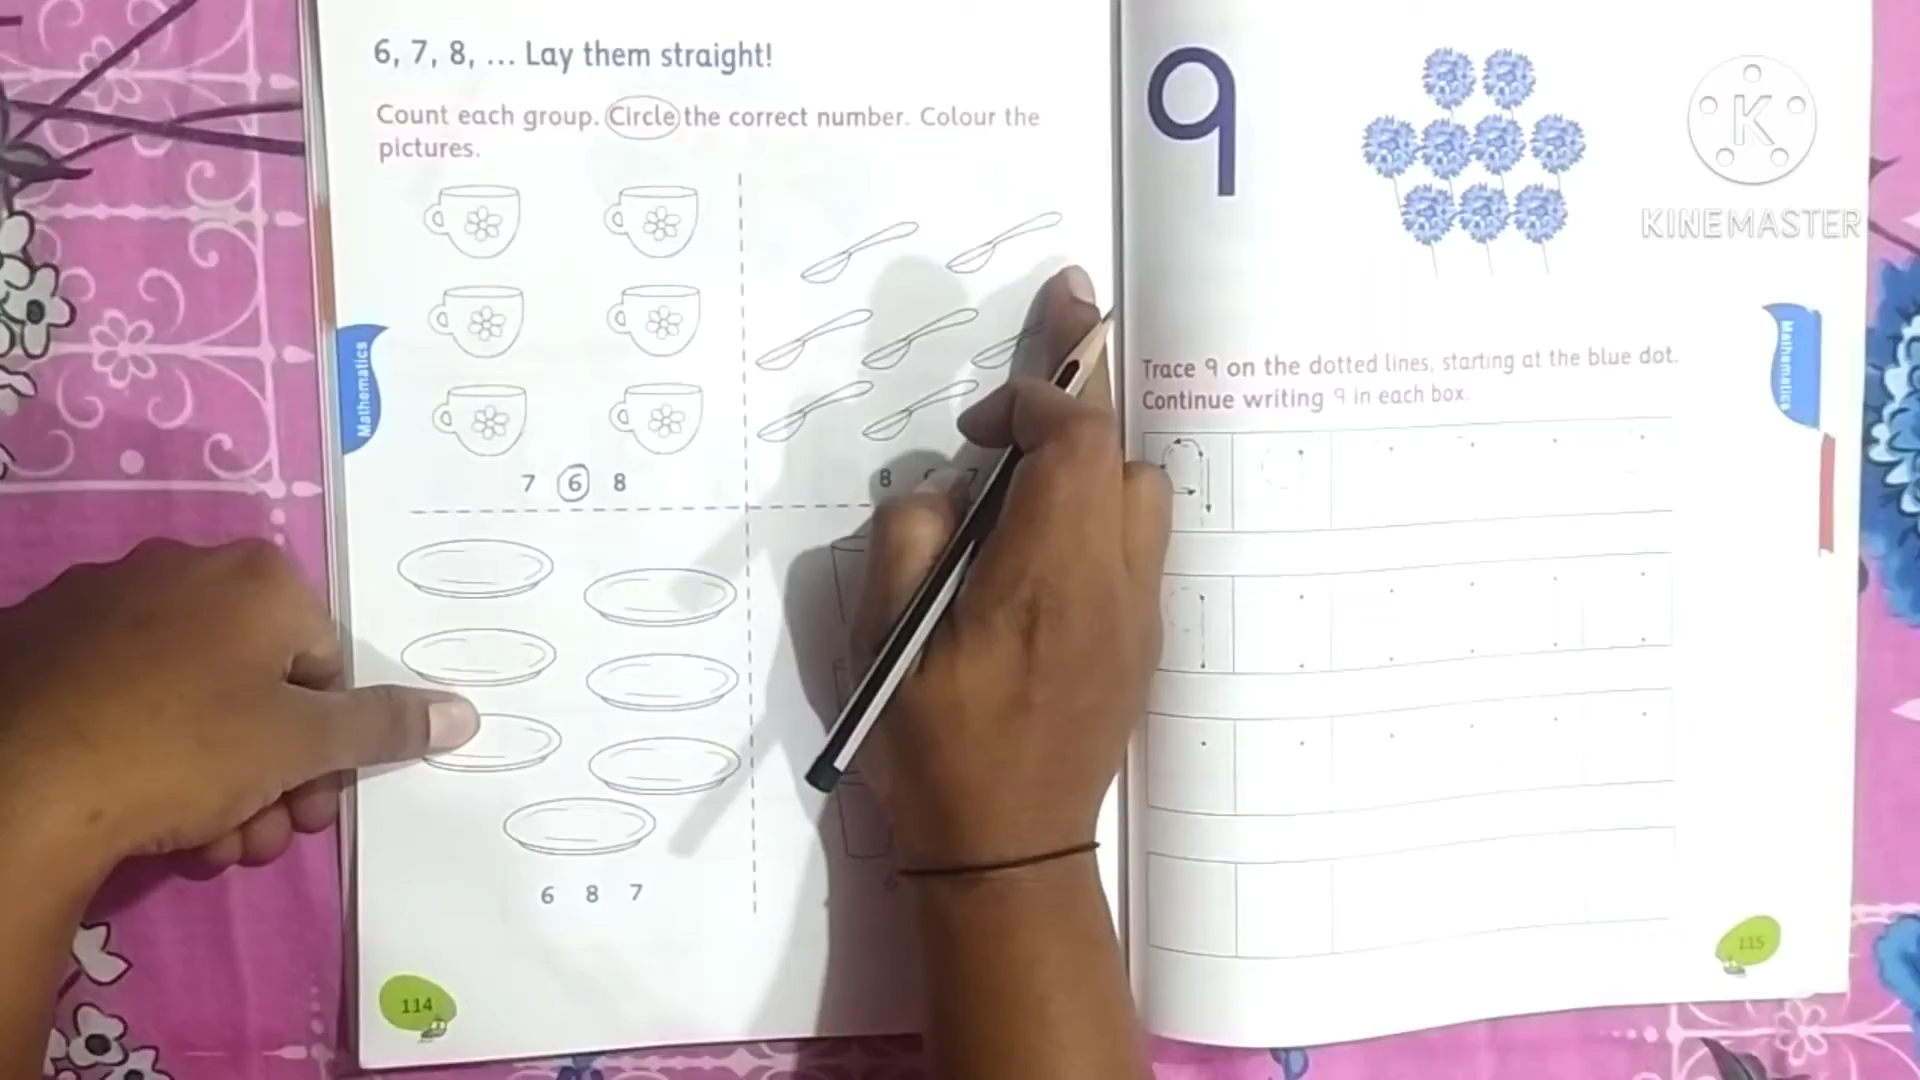 6, 7, 8, ... Lay them straight!
Count each group. Circle the correct number. Colour the
pictures.
7 6 8
8 7
6 8 7
Mathematics
114
9
KINEMASTER
K
Trace 9 on the dotted lines, starting at the blue dot.
Continue writing 9 in each box.
Mathematics
115